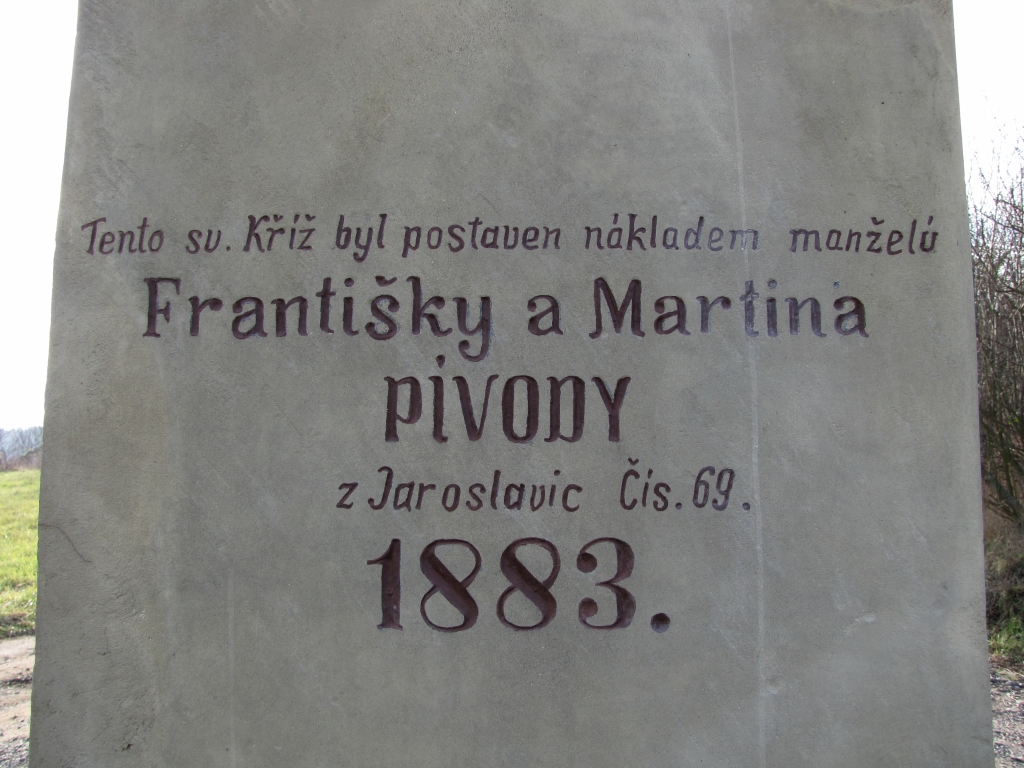 Tento sv. Kříž byl postaven nákladem manželů
Františky a Martina
PIVODY
z Jaroslavic Čís. 69.
1883.